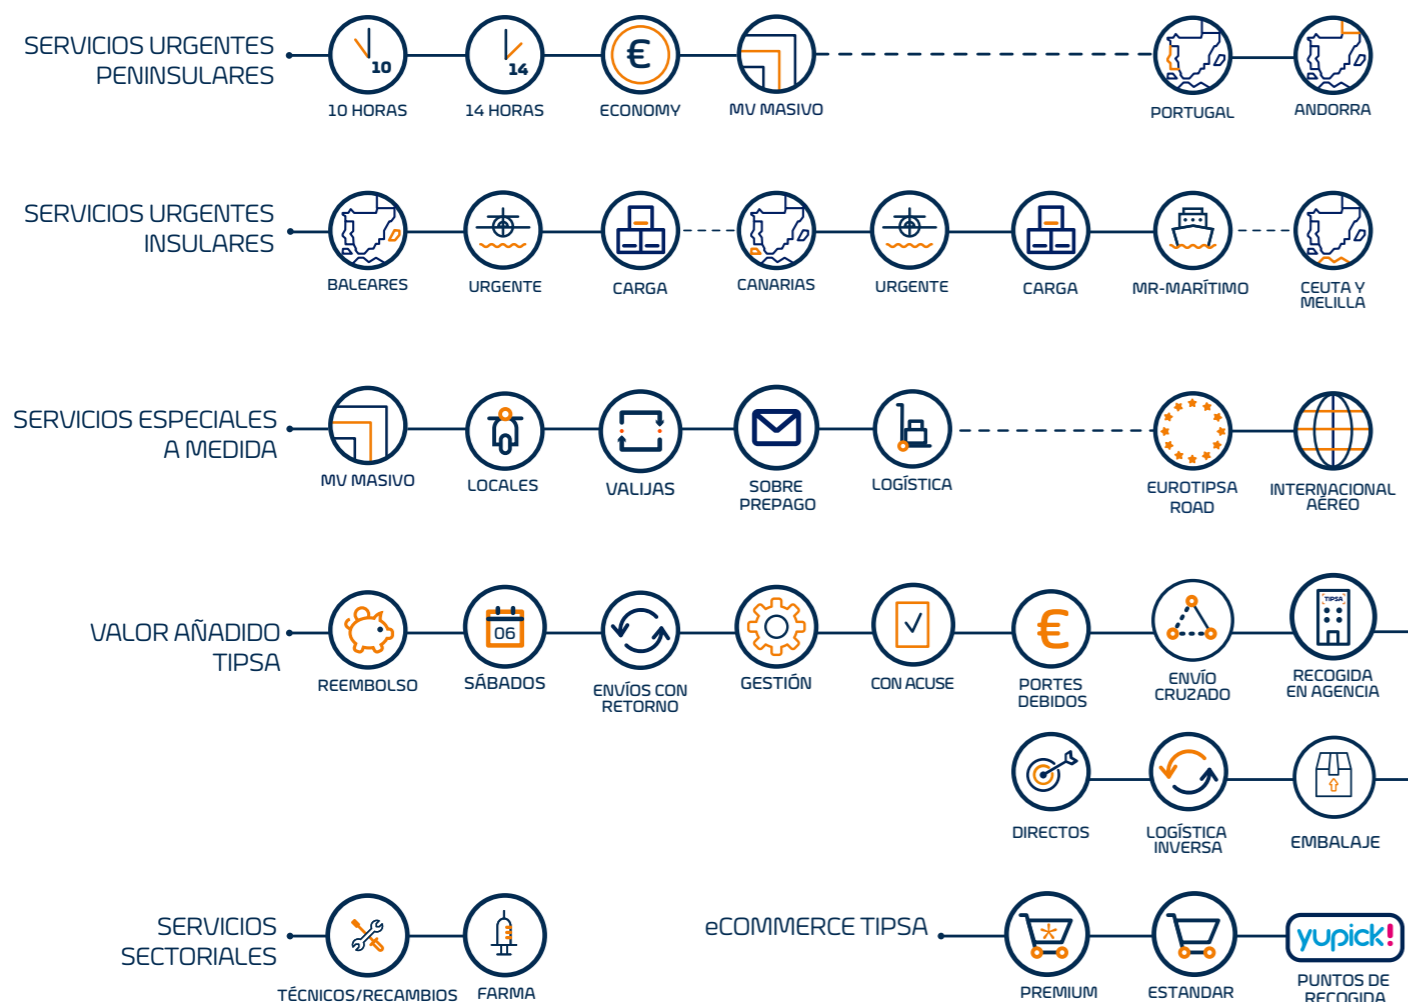 SERVICIOS URGENTES
PENINSULARES
10
14
€
10 HORAS
14 HORAS
ECONOMY
MV MASIVO
PORTUGAL
ANDORRA
SERVICIOS URGENTES
INSULARES
BALEARES
URGENTE
CARGA
CANARIAS
URGENTE
CARGA
MR-MARÍTIMO
CEUTA Y
MELILLA
SERVICIOS ESPECIALES
A MEDIDA
MV MASIVO
LOCALES
VALIJAS
SOBRE
PREPAGO
LOGÍSTICA
EUROTIPSA
ROAD
INTERNACIONAL
AÉREO
VALOR AÑADIDO
TIPSA
06
€
TIPSA
REEMBOLSO
SÁBADOS
ENVÍOS CON
RETORNO
GESTIÓN
CON ACUSE
PORTES
DEBIDOS
ENVÍO
CRUZADO
RECOGIDA
EN AGENCIA
DIRECTOS
LOGÍSTICA
INVERSA
EMBALAJE
SERVICIOS
SECTORIALES
TÉCNICOS/RECAMBIOS
FARMA
eCOMMERCE TIPSA
PREMIUM
ESTANDAR
yupick!
PUNTOS DE
RECOGIDA